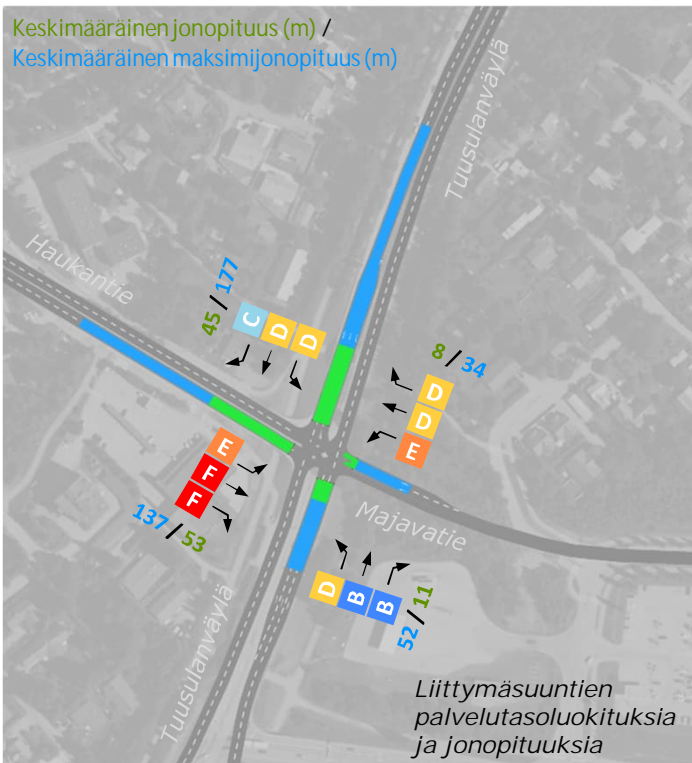 Keskimääräinen jonopituus (m) /
Keskimääräinen maksimijonopituus (m)
Tuusulanväylä
Haukantie
45 / 177
C D D
8 / 34
D
D
E
E
F
F
137 / 53
Majavatie
D B B
52 / 11
Tuusulanväylä
Liittymäsuuntien
palvelutasoluokituksia
ja jonopituuksia